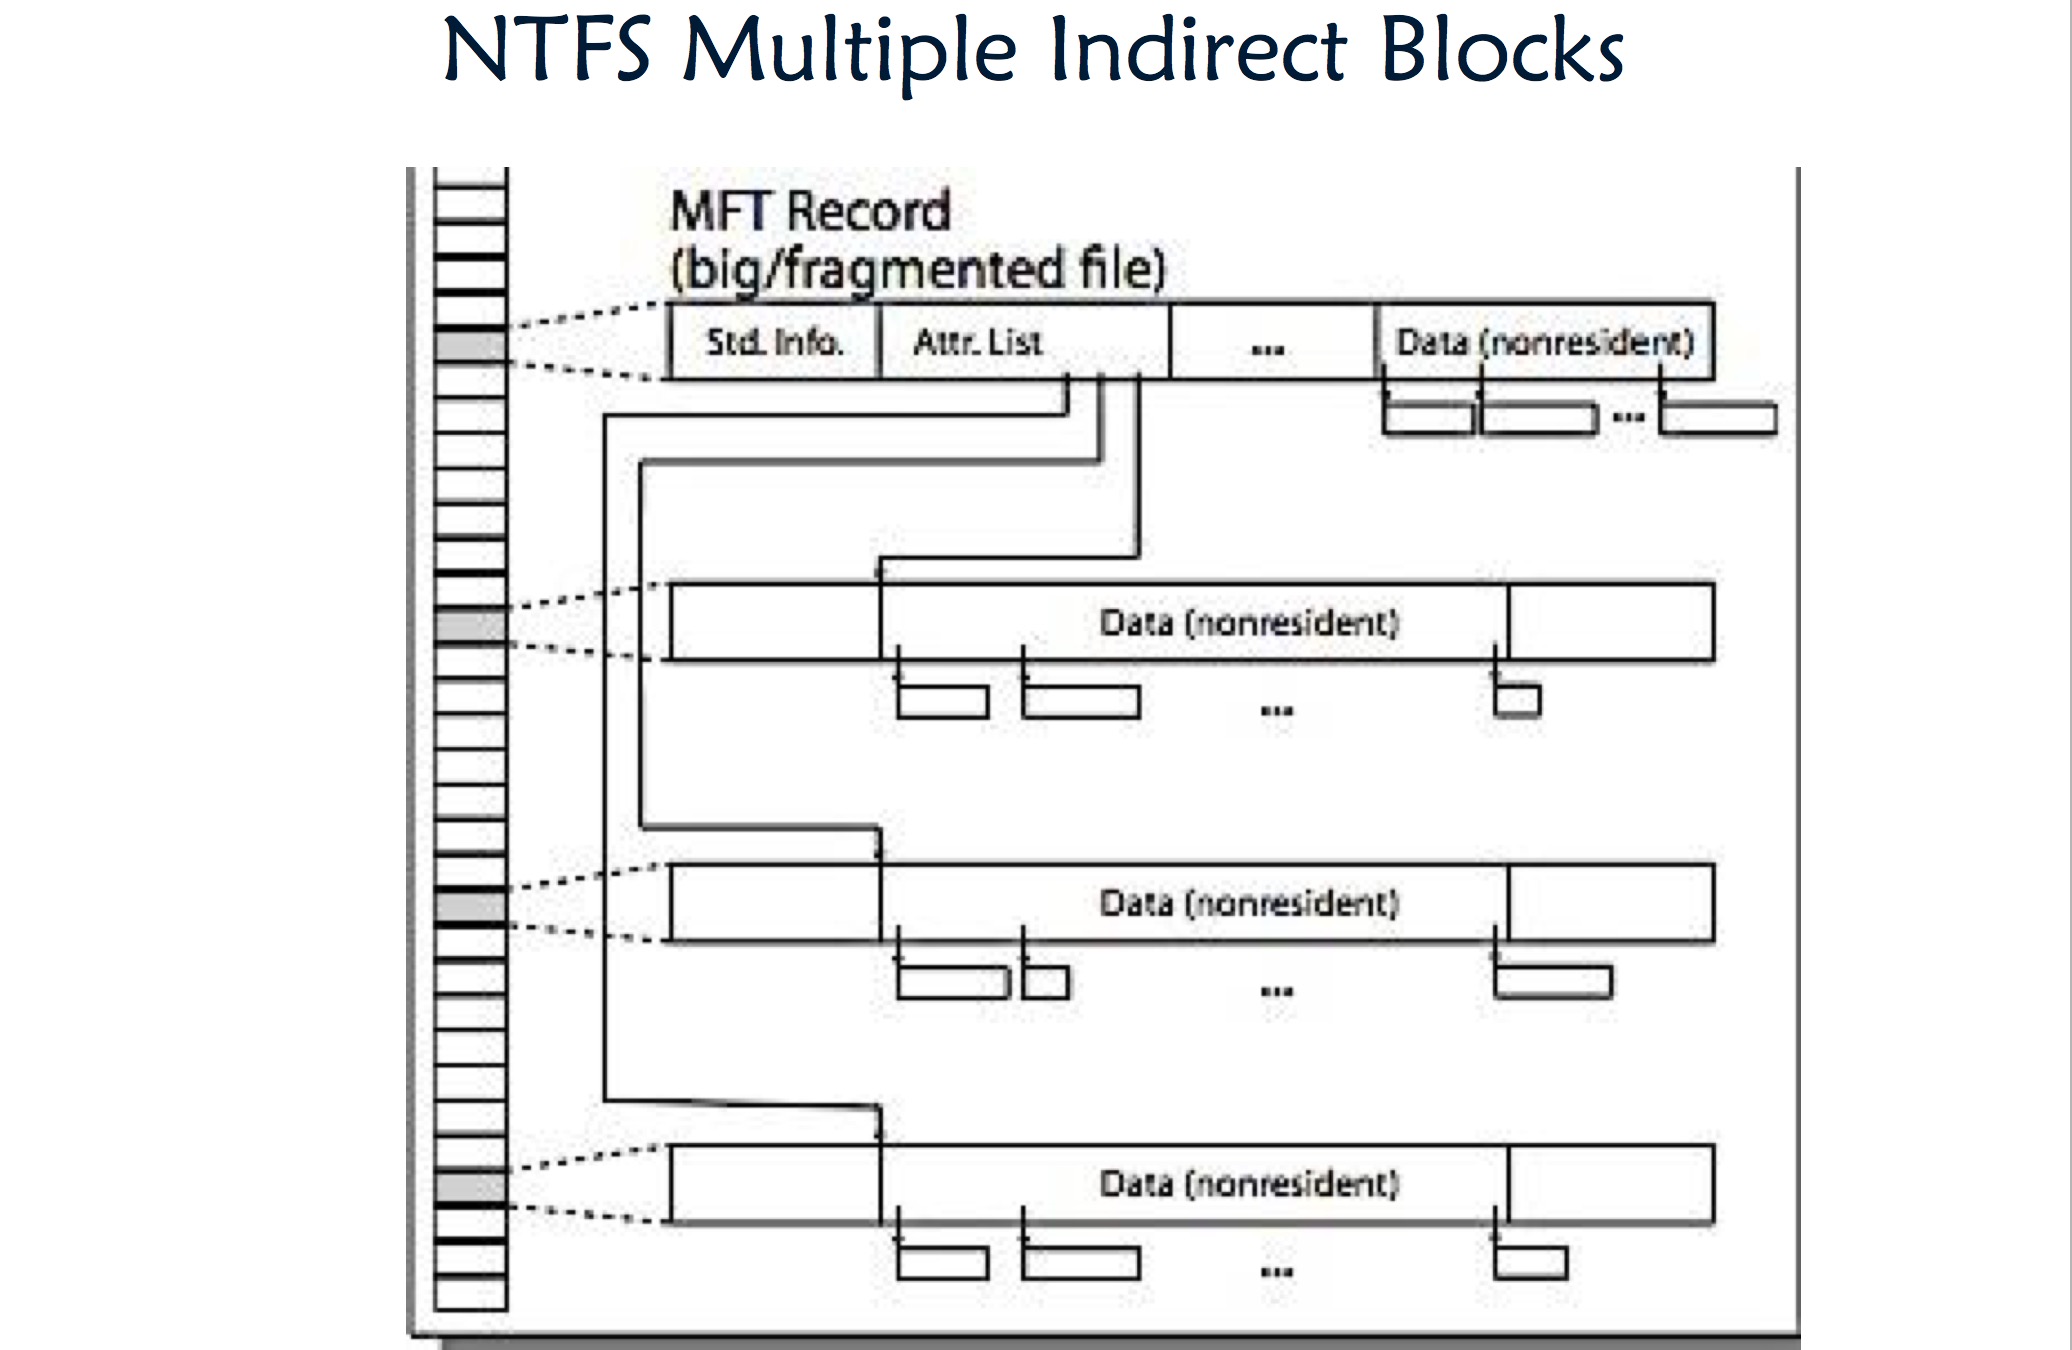 NTFS Multiple Indirect Blocks
MFT Record
(big/fragmented file)
Std. Info.
Attr. List
...
Data (nonresident)
...
Data (nonresident)
...
Data (nonresident)
...
Data (nonresident)
...